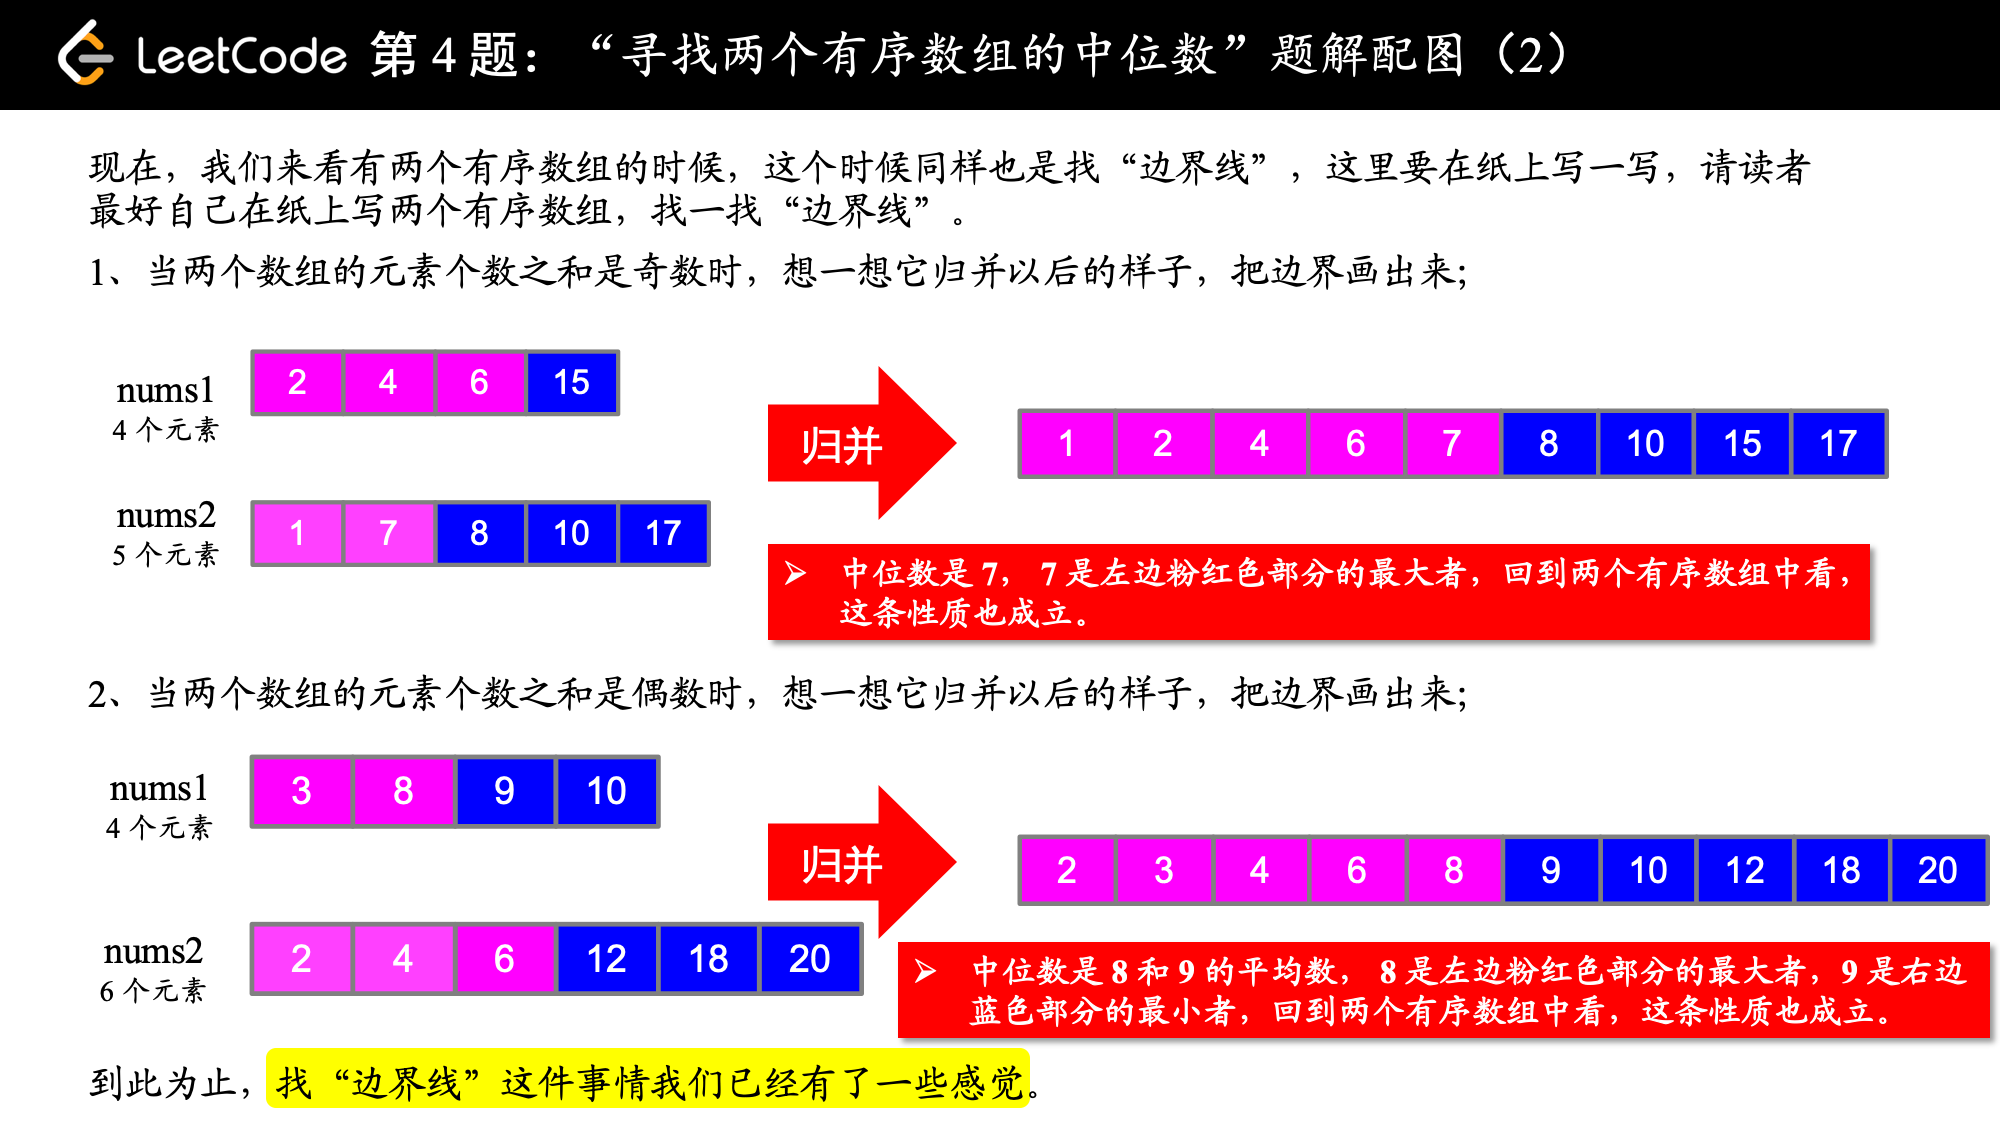 LeetCode 第 4 题：“寻找两个有序数组的中位数”题解配图（2）
现在，我们来看有两个有序数组的时候，这个时候同样也是找“边界线”，这里要在纸上写一写，请读者
最好自己在纸上写两个有序数组，找一找“边界线”。
1、当两个数组的元素个数之和是奇数时，想一想它归并以后的样子，把边界画出来；
nums1
4 个元素
2 4 6 15
nums2
5 个元素
1 7 8 10 17
归并
1 2 4 6 7 8 10 15 17
➢ 中位数是 7， 7 是左边粉红色部分的最大者，回到两个有序数组中看，
这条性质也成立。
2、当两个数组的元素个数之和是偶数时，想一想它归并以后的样子，把边界画出来；
nums1
4 个元素
3 8 9 10
nums2
6 个元素
2 4 6 12 18 20
归并
2 3 4 6 8 9 10 12 18 20
➢ 中位数是 8 和 9 的平均数， 8 是左边粉红色部分的最大者，9 是右边
蓝色部分的最小者，回到两个有序数组中看，这条性质也成立。
到此为止，找“边界线”这件事情我们已经有了一些感觉。